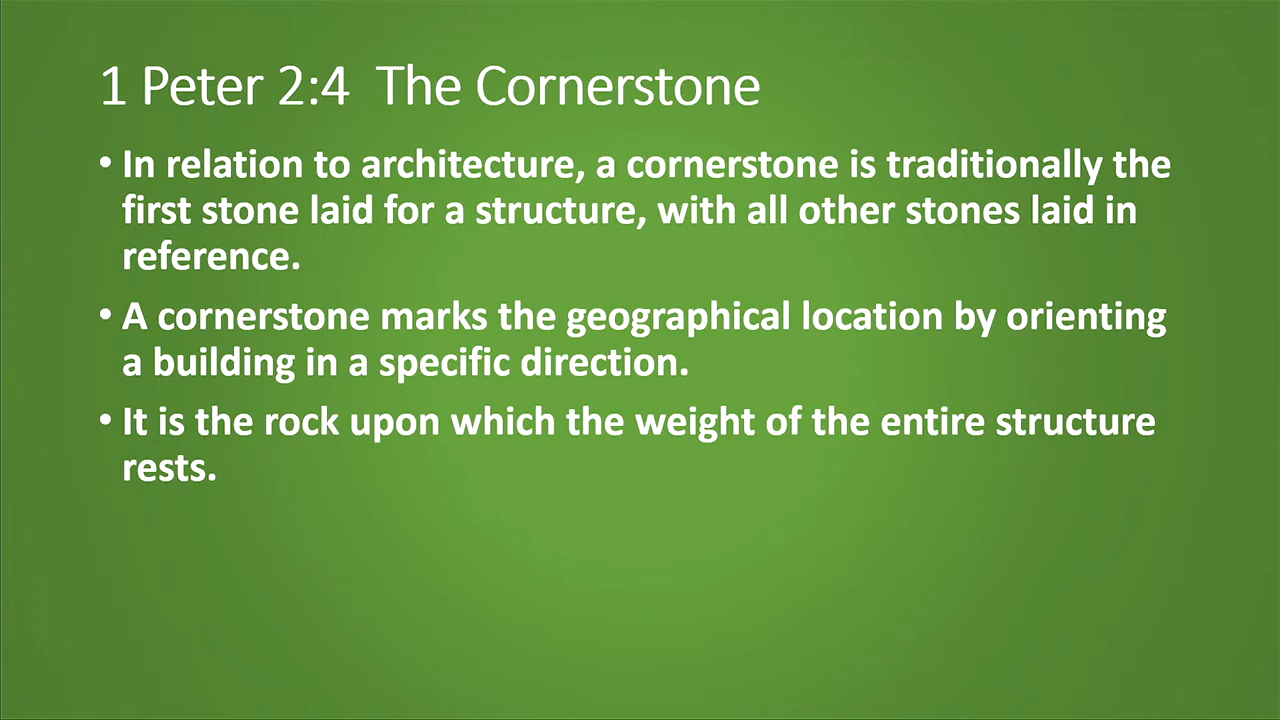 1 Peter 2:4  The Cornerstone
• In relation to architecture, a cornerstone is traditionally the
first stone laid for a structure, with all other stones laid in
reference.
• A cornerstone marks the geographical location by orienting
a building in a specific direction.
• It is the rock upon which the weight of the entire structure
rests.